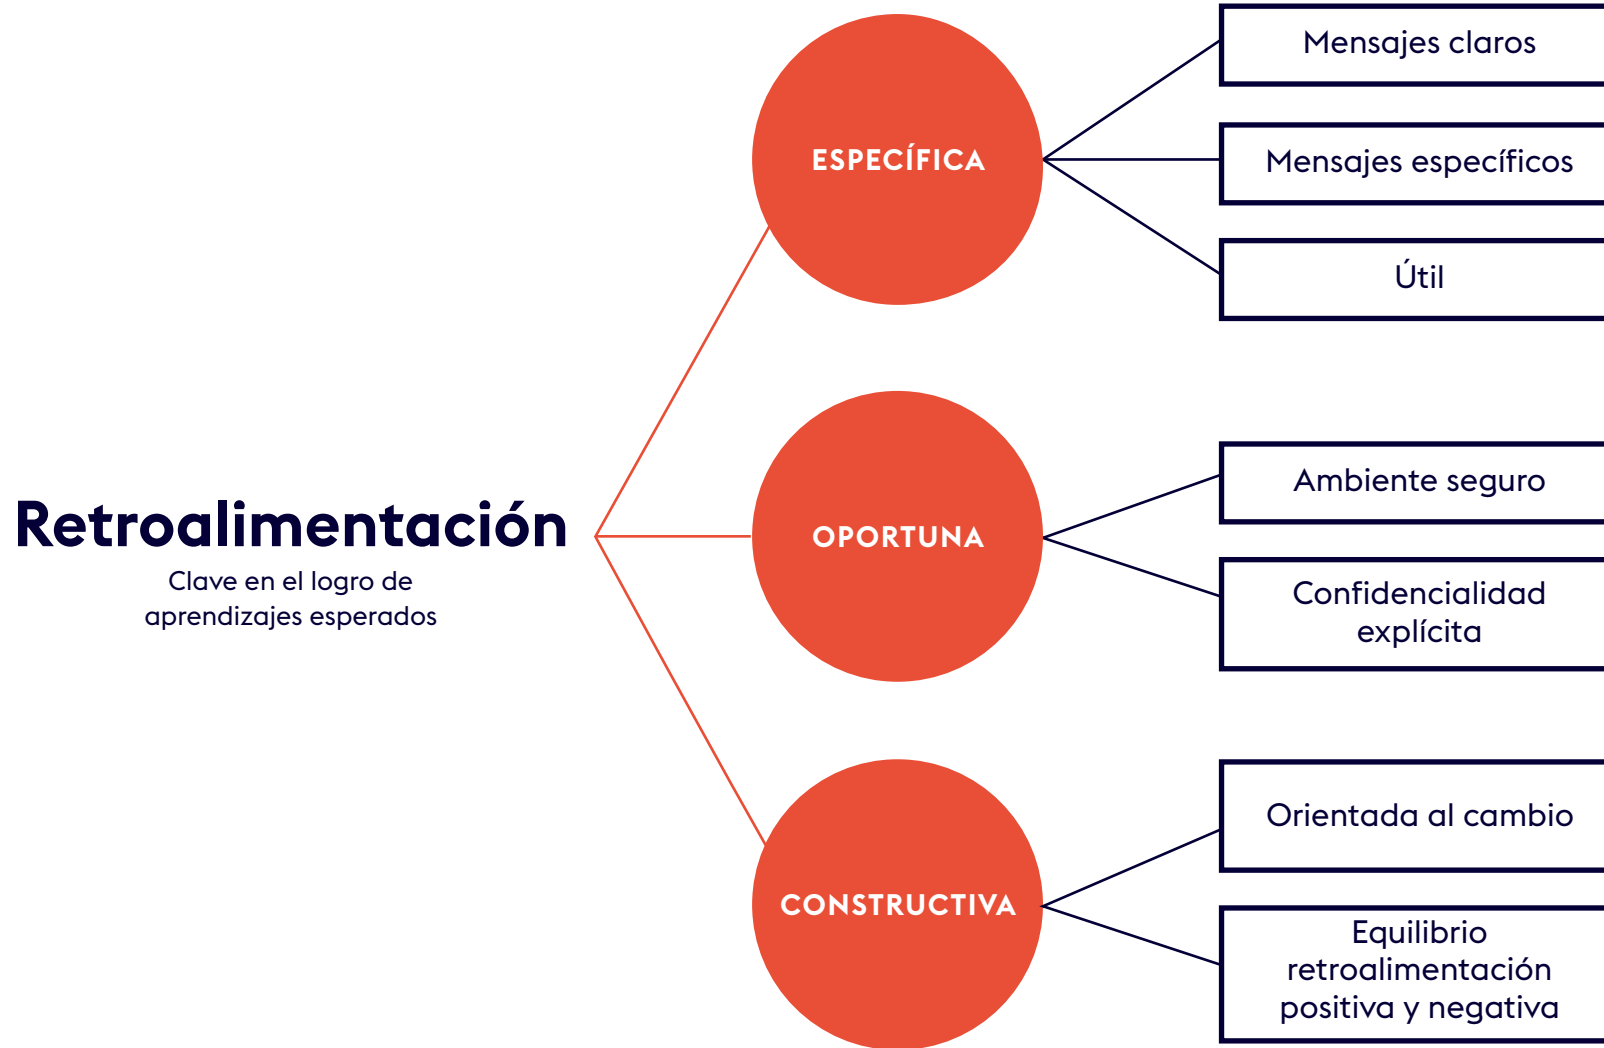 Retroalimentación
Clave en el logro de
aprendizajes esperados
ESPECÍFICA
Mensajes claros
Mensajes específicos
Útil
OPORTUNA
Ambiente seguro
Confidencialidad
explícita
CONSTRUCTIVA
Orientada al cambio
Equilibrio
retroalimentación
positiva y negativa